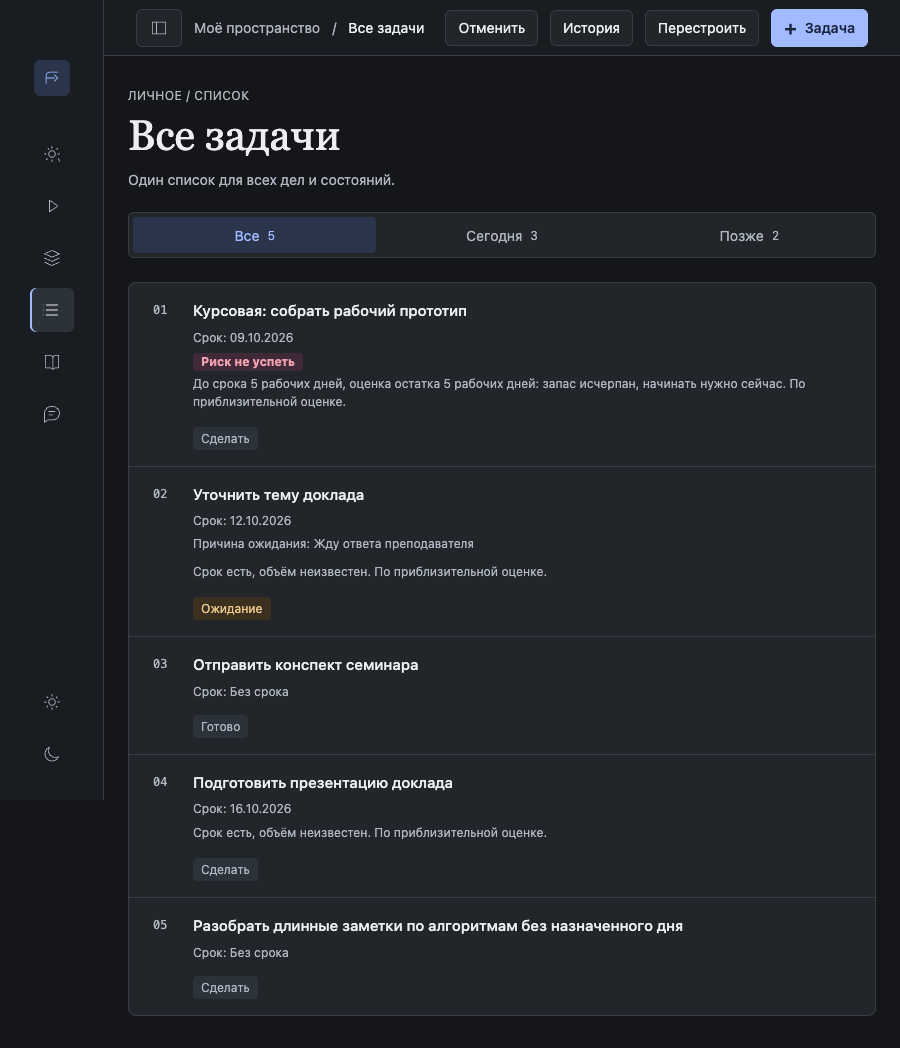 Моё пространство / Все задачи Отменить История Перестроить + Задача
ЛИЧНОЕ / СПИСОК
Все задачи
Один список для всех дел и состояний.
Все 5 Сегодня 3 Позже 2
01 Курсовая: собрать рабочий прототип
Срок: 09.10.2026
Риск не успеть
До срока 5 рабочих дней, оценка остатка 5 рабочих дней: запас исчерпан, начинать нужно сейчас. По
приблизительной оценке.
Сделать
02 Уточнить тему доклада
Срок: 12.10.2026
Причина ожидания: Жду ответа преподавателя
Срок есть, объём неизвестен. По приблизительной оценке.
Ожидание
03 Отправить конспект семинара
Срок: Без срока
Готово
04 Подготовить презентацию доклада
Срок: 16.10.2026
Срок есть, объём неизвестен. По приблизительной оценке.
Сделать
05 Разобрать длинные заметки по алгоритмам без назначенного дня
Срок: Без срока
Сделать